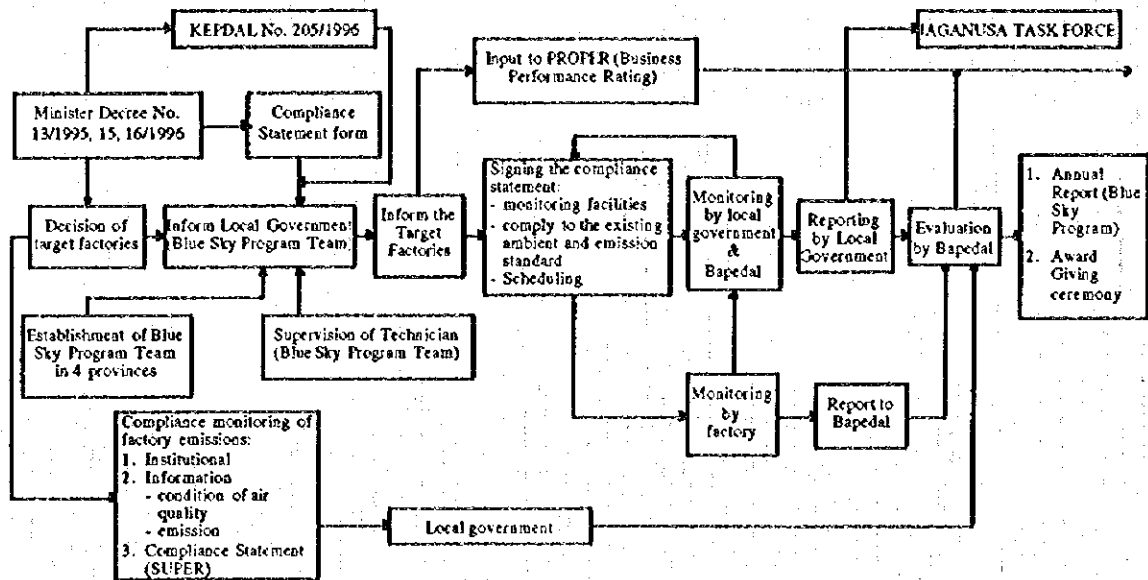 KEPDAL No. 205/1996
JAGANUSA TASK FORCE
Input to PROPER (Business
Performance Rating)
Minister Decree No.
13/1995, 15, 16/1996
Compliance
Statement form
Decision of
target factories
Inform Local Government
(Blue Sky Program Team)
Inform the
Target
Factories
Signing the compliance
statement:
- monitoring facilities
- comply to the existing
ambient and emission
standard
- Scheduling
Monitoring
by local
government
&
Bapedal
Reporting
by Local
Government
Evaluation
by Bapedal
1. Annual
Report (Blue
Sky
Program)
2. Award
Giving
ceremony
Establishment of Blue
Sky Program Team
in 4 provinces
Supervision of Technician
(Blue Sky Program Team)
Monitoring
by
factory
Report to
Bapedal
Compliance monitoring of
factory emissions:
1. Institutional
2. Information
- condition of air
quality
- emission
3. Compliance Statement
(SUPER)
Local government